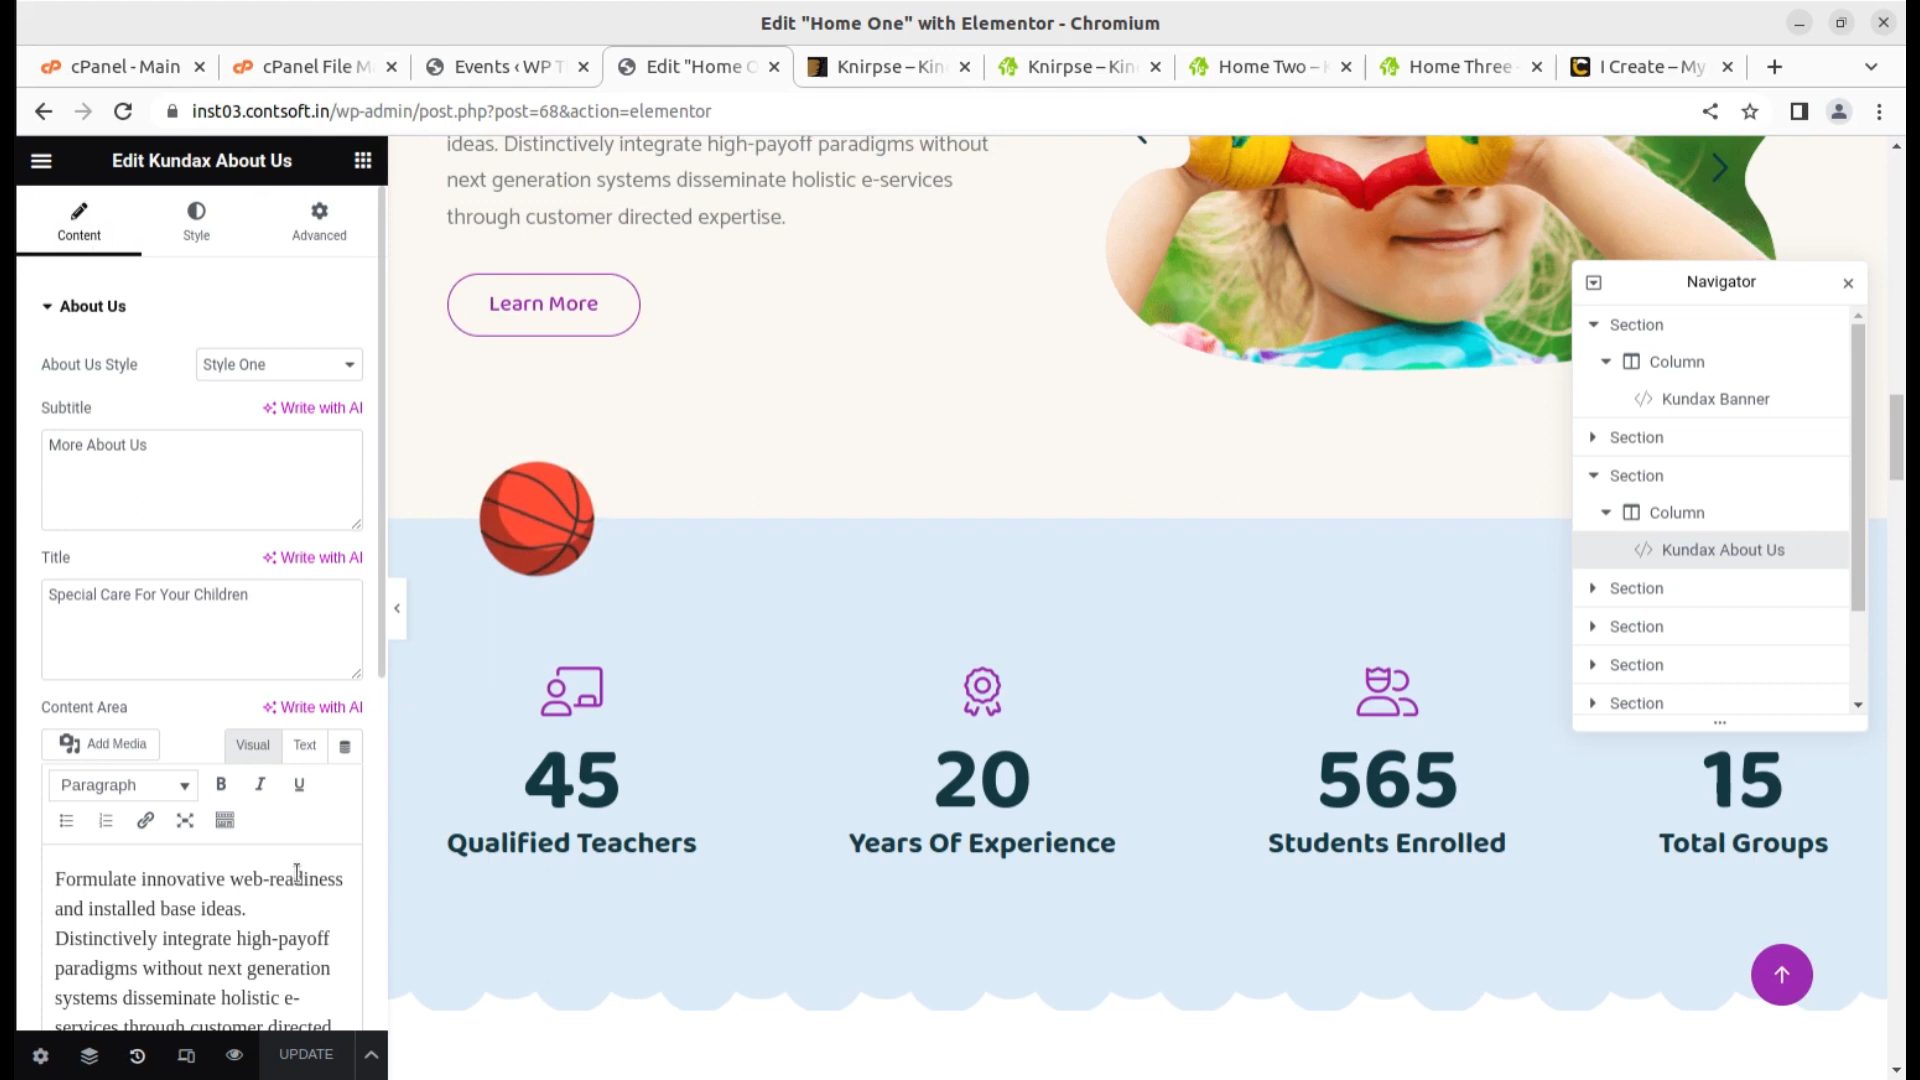 Edit "Home One" with Elementor - Chromium
cPanel - Main
cPanel File M
Events ‹ WP T
Edit "Home O
Knirpse – Kin
Knirpse – Kin
Home Two –
Home Three
I Create – My
inst03.contsoft.in/wp-admin/post.php?post=68&action=elementor
Edit Kundax About Us
Content
Style
Advanced
About Us
About Us Style
Style One
Subtitle
Write with AI
More About Us
Title
Write with AI
Special Care For Your Children
Content Area
Write with AI
Add Media
Visual
Text
Paragraph
B I U
Formulate innovative web-readiness
and installed base ideas.
Distinctively integrate high-payoff
paradigms without next generation
systems disseminate holistic e-
services through customer directed
UPDATE
ideas. Distinctively integrate high-payoff paradigms without
next generation systems disseminate holistic e-services
through customer directed expertise.
Learn More
45
Qualified Teachers
20
Years Of Experience
565
Students Enrolled
15
Total Groups
Navigator
Section
Column
Kundax Banner
Section
Section
Column
Kundax About Us
Section
Section
Section
Section